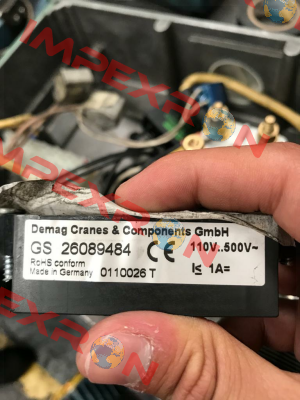 IMPEXRON
Demag Cranes & Components GmbH
GS 26089484 CE 110V..500V~
RoHS conform I≤ 1A=
Made in Germany 0110026 T